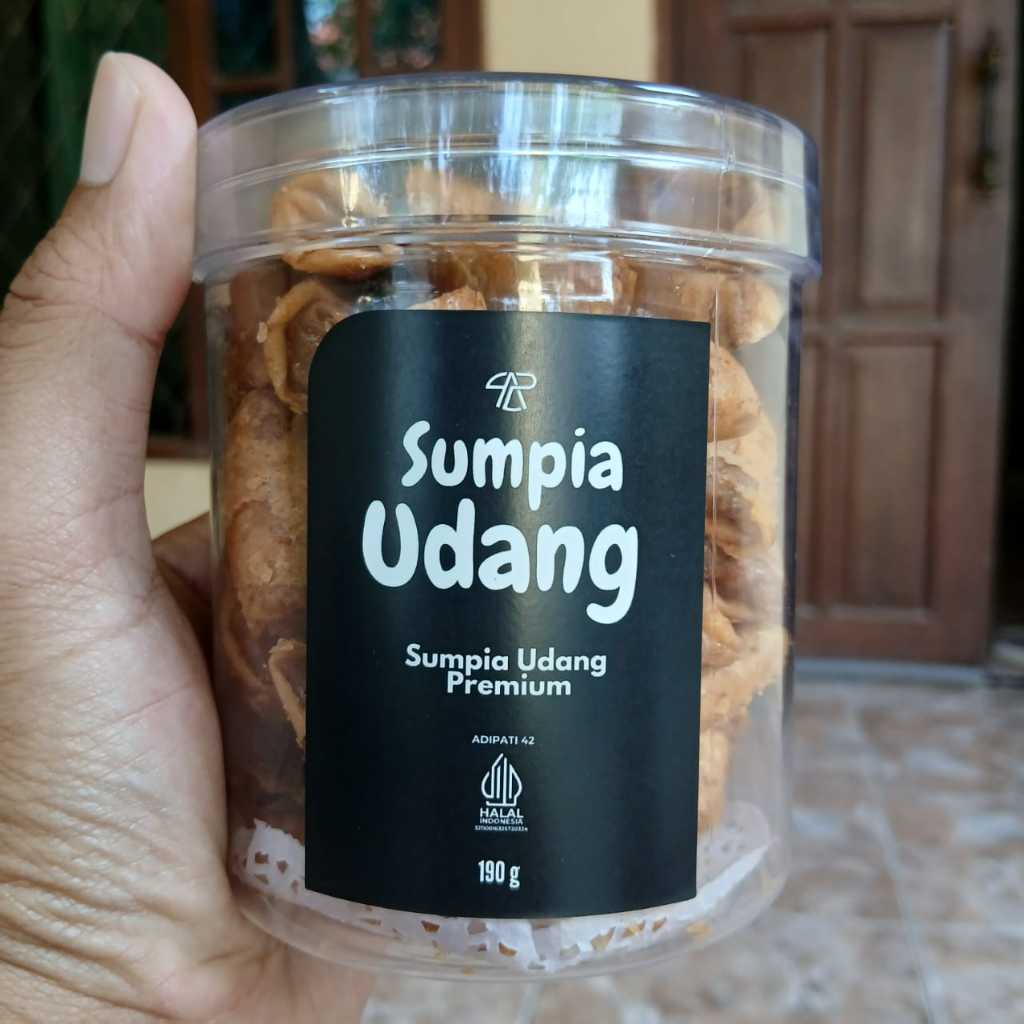 Sumpia
Udang
Sumpia Udang
Premium
ADIPATI 42
HALAL
INDONESIA
190 g